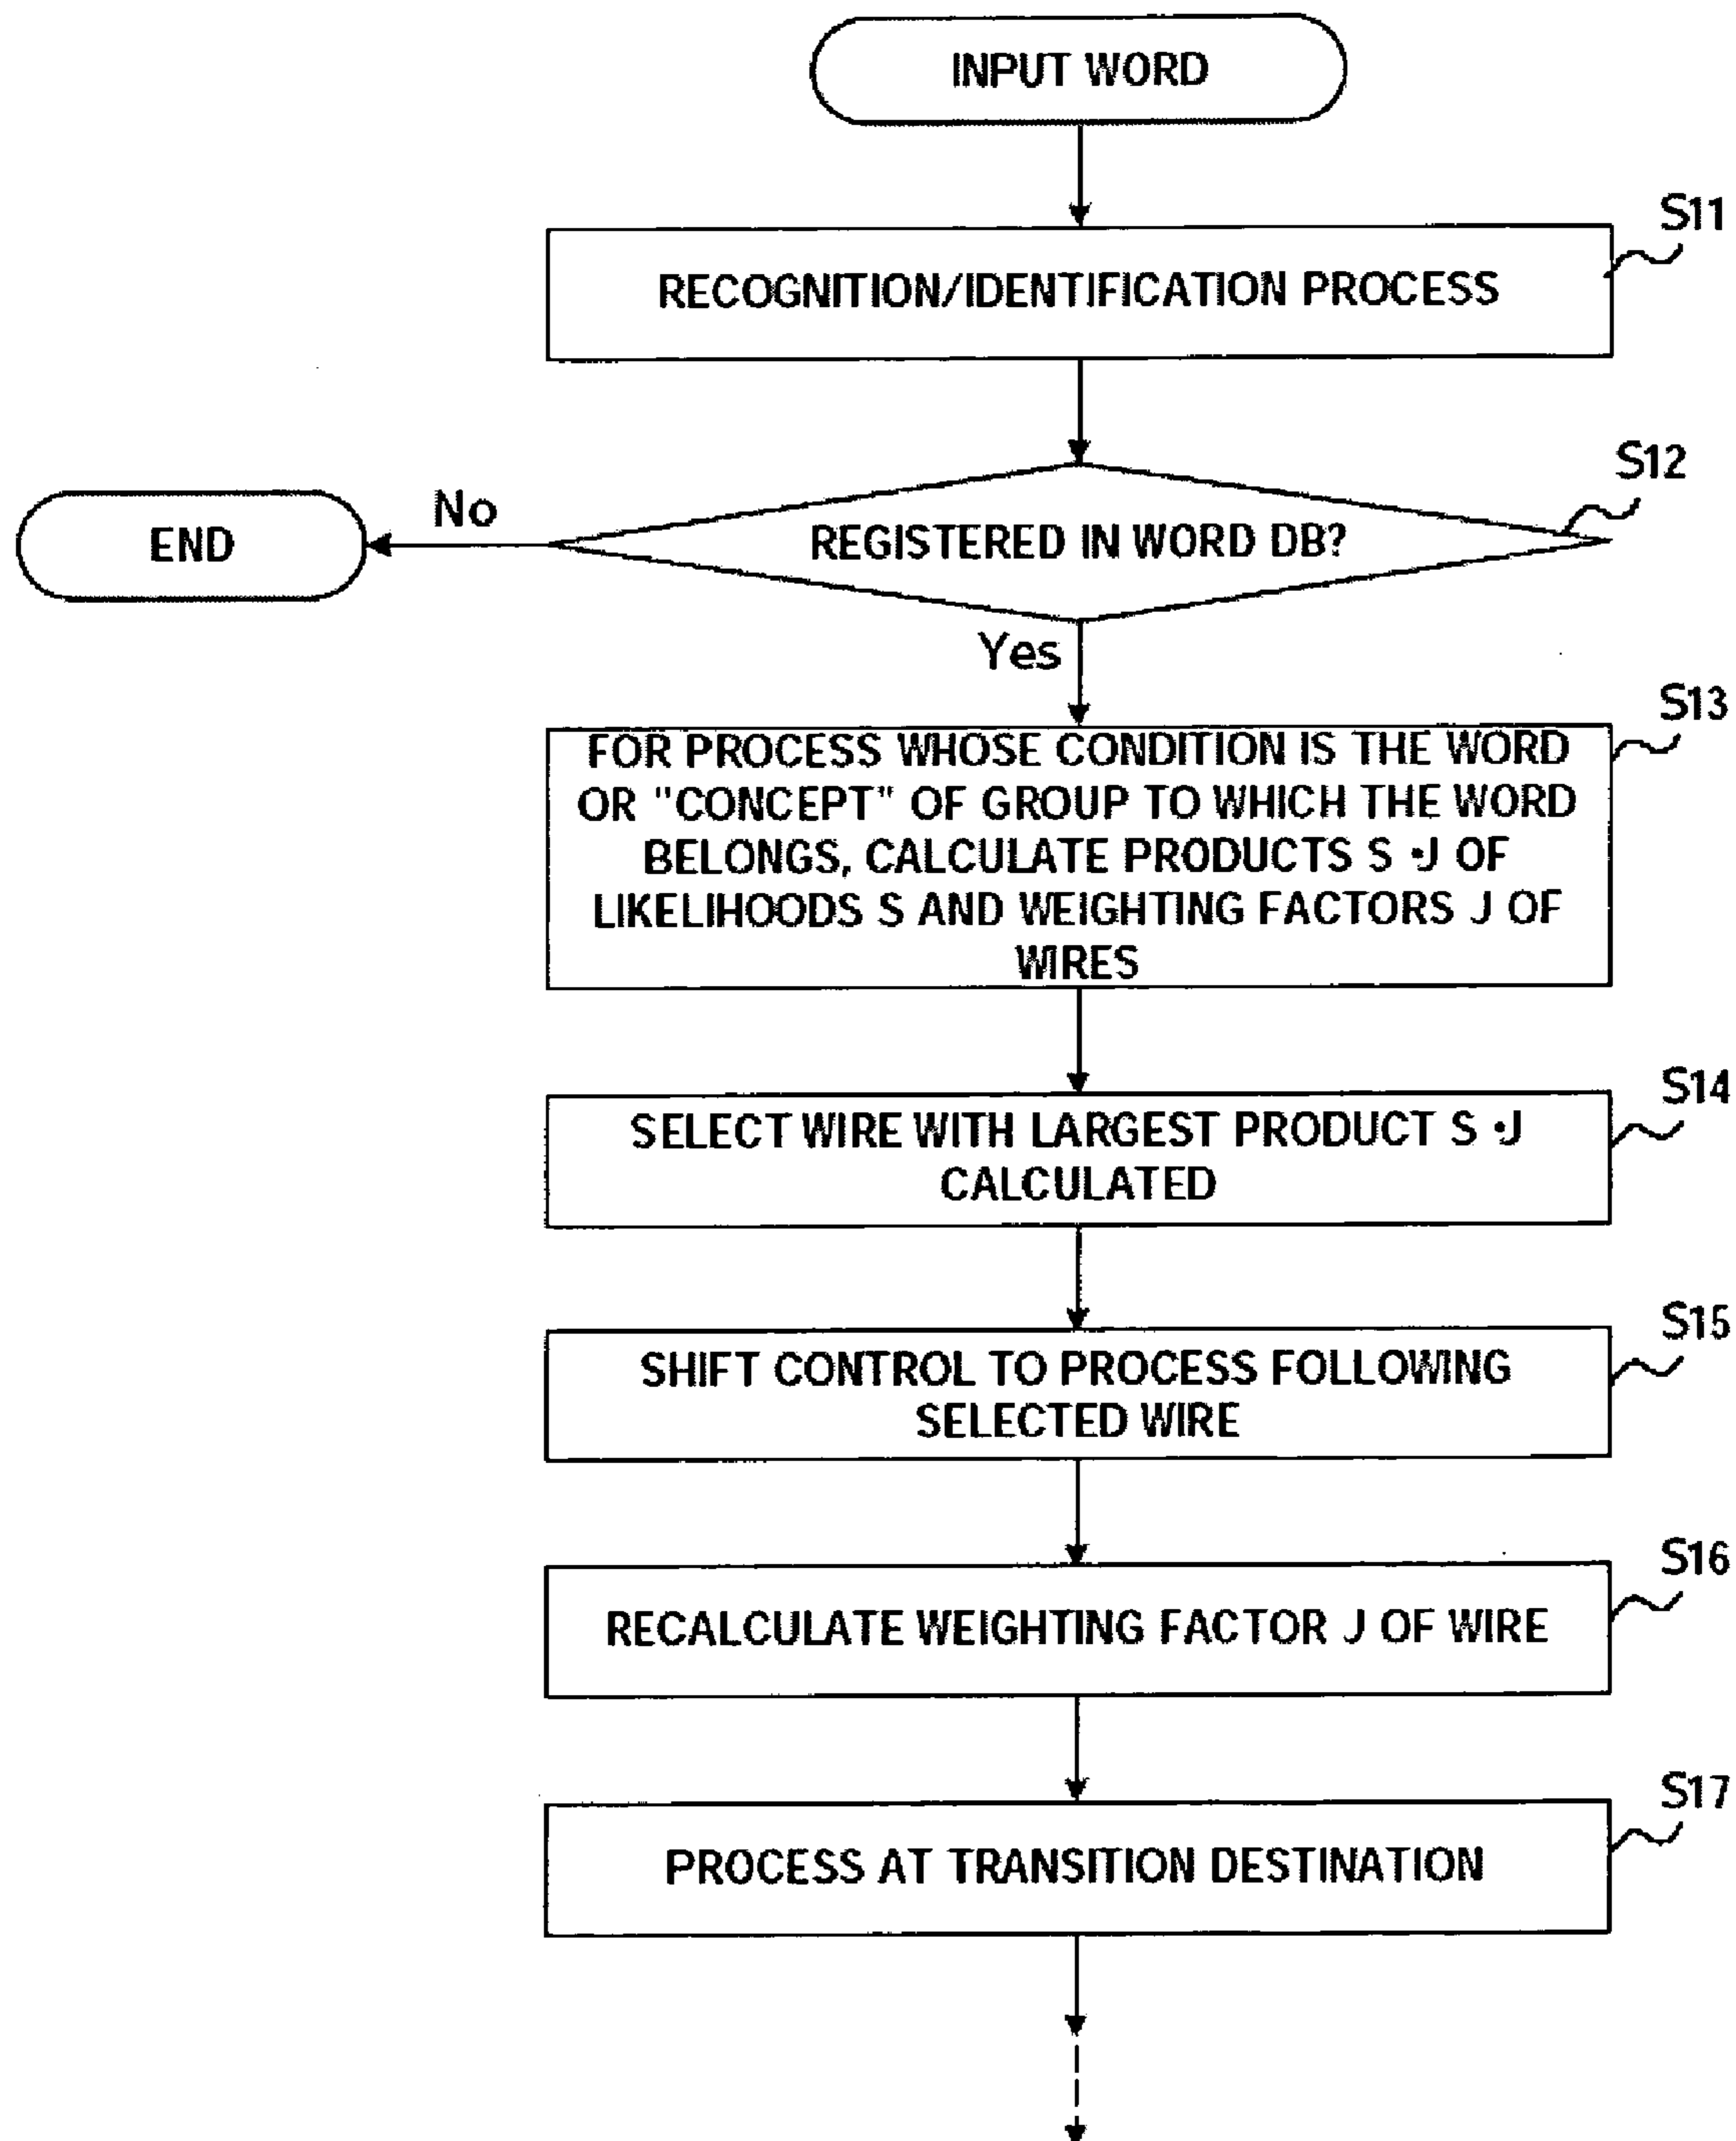 INPUT WORD
S11
RECOGNITION/IDENTIFICATION PROCESS
S12
REGISTERED IN WORD DB?
No
END
Yes
S13
FOR PROCESS WHOSE CONDITION IS THE WORD
OR "CONCEPT" OF GROUP TO WHICH THE WORD
BELONGS, CALCULATE PRODUCTS S •J OF
LIKELIHOODS S AND WEIGHTING FACTORS J OF
WIRES
S14
SELECT WIRE WITH LARGEST PRODUCT S •J
CALCULATED
S15
SHIFT CONTROL TO PROCESS FOLLOWING
SELECTED WIRE
S16
RECALCULATE WEIGHTING FACTOR J OF WIRE
S17
PROCESS AT TRANSITION DESTINATION